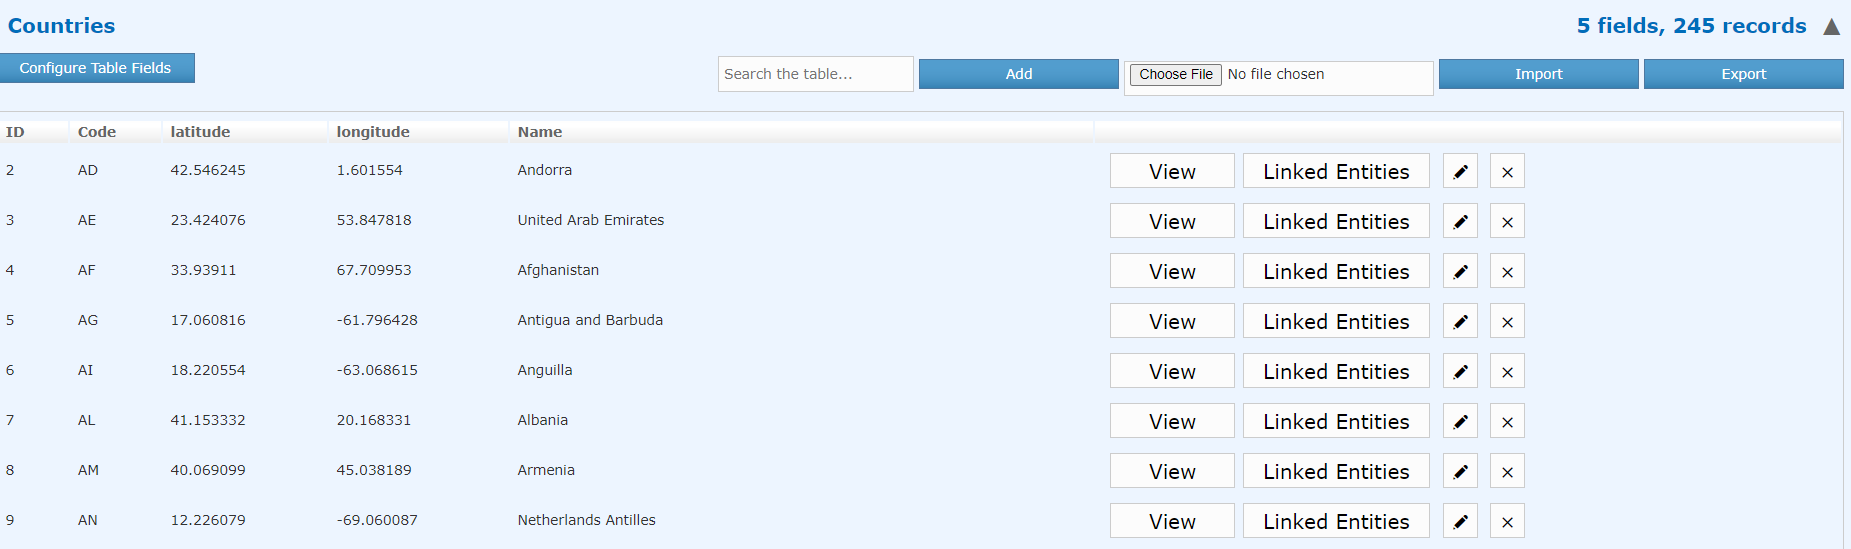 Countries 5 fields, 245 records ▲
Configure Table Fields Search the table... Add Choose File No file chosen Import Export
ID Code latitude longitude Name
2 AD 42.546245 1.601554 Andorra View Linked Entities ×
3 AE 23.424076 53.847818 United Arab Emirates View Linked Entities ×
4 AF 33.93911 67.709953 Afghanistan View Linked Entities ×
5 AG 17.060816 -61.796428 Antigua and Barbuda View Linked Entities ×
6 AI 18.220554 -63.068615 Anguilla View Linked Entities ×
7 AL 41.153332 20.168331 Albania View Linked Entities ×
8 AM 40.069099 45.038189 Armenia View Linked Entities ×
9 AN 12.226079 -69.060087 Netherlands Antilles View Linked Entities ×